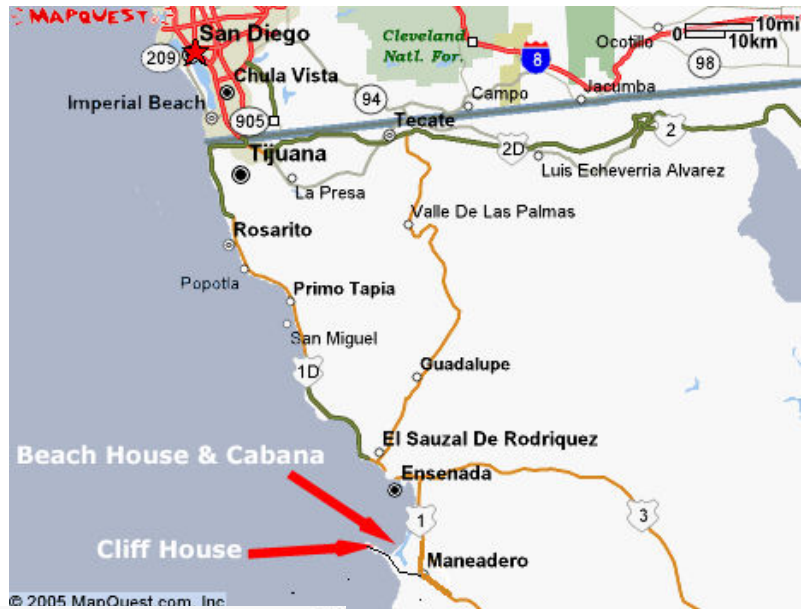 MAPQUEST
San Diego
209
Chula Vista
Imperial Beach
905
94
Cleveland
Natl. For.
8
Ocotillo
10mi
0
10km
98
Campo
Jacumba
Tecate
2
2D
Luis Echeverria Alvarez
Tijuana
La Presa
Valle De Las Palmas
Rosarito
Popotla
Primo Tapia
San Miguel
1D
Guadalupe
El Sauzal De Rodriquez
Beach House & Cabana
Ensenada
1
3
Cliff House
Maneadero
© 2005 MapQuest.com, Inc